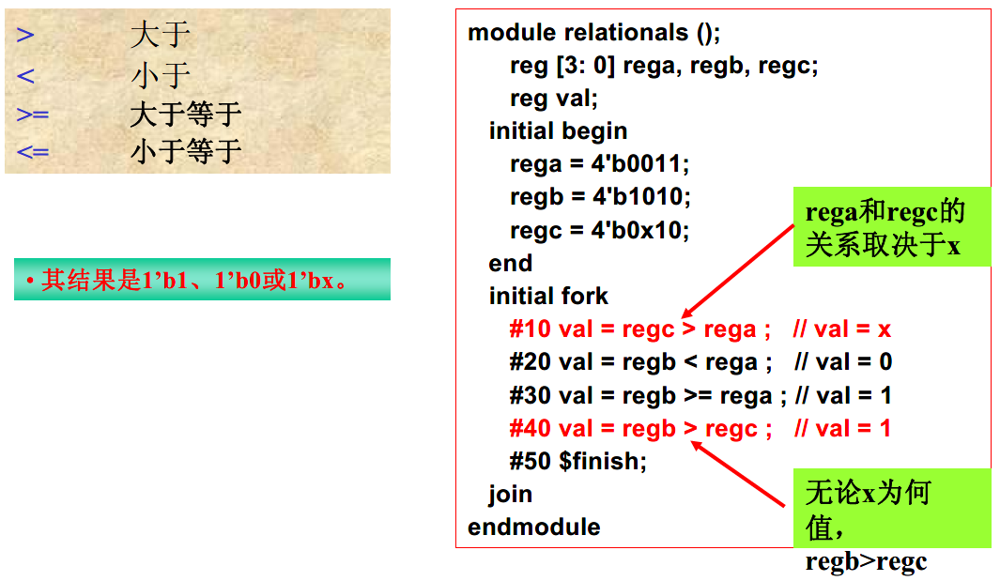 > 大于
< 小于
>= 大于等于
<= 小于等于
• 其结果是1’b1、1’b0或1’bx。
module relationals ();
reg [3: 0] rega, regb, regc;
reg val;
initial begin
rega = 4'b0011;
regb = 4'b1010;
regc = 4'b0x10;
end
initial fork
#10 val = regc > rega ; // val = x
#20 val = regb < rega ; // val = 0
#30 val = regb >= rega ; // val = 1
#40 val = regb > regc ; // val = 1
#50 $finish;
join
endmodule
rega和regc的
关系取决于x
无论x为何
值，
regb>regc